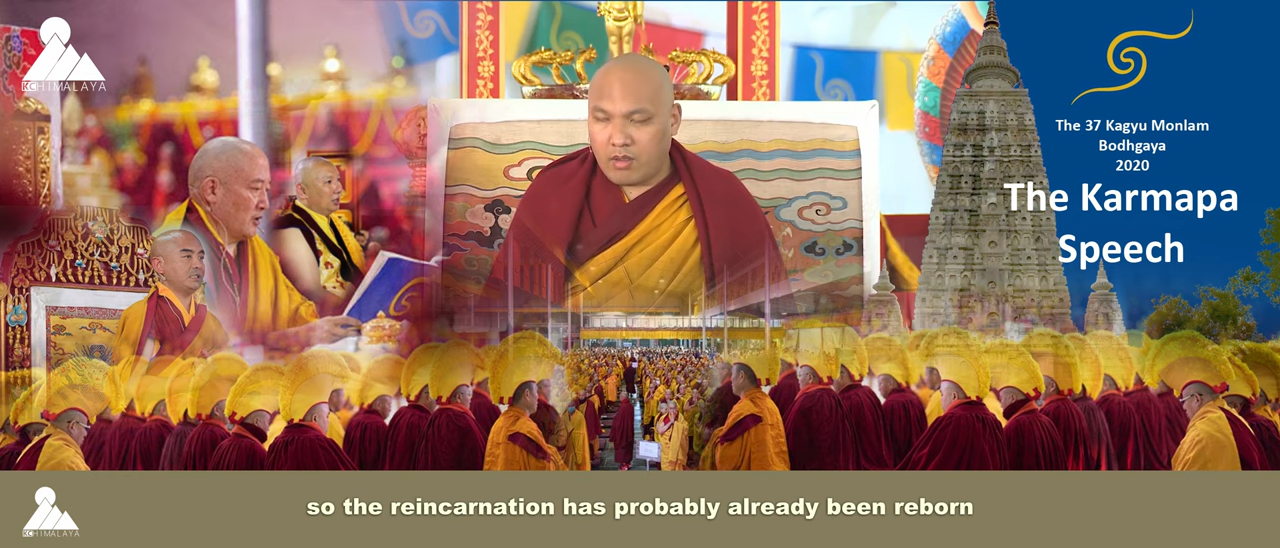 KCHIMALAYA
The 37 Kagyu Monlam
Bodhgaya
2020
The Karmapa
Speech
so the reincarnation has probably already been reborn
KCHIMALAYA